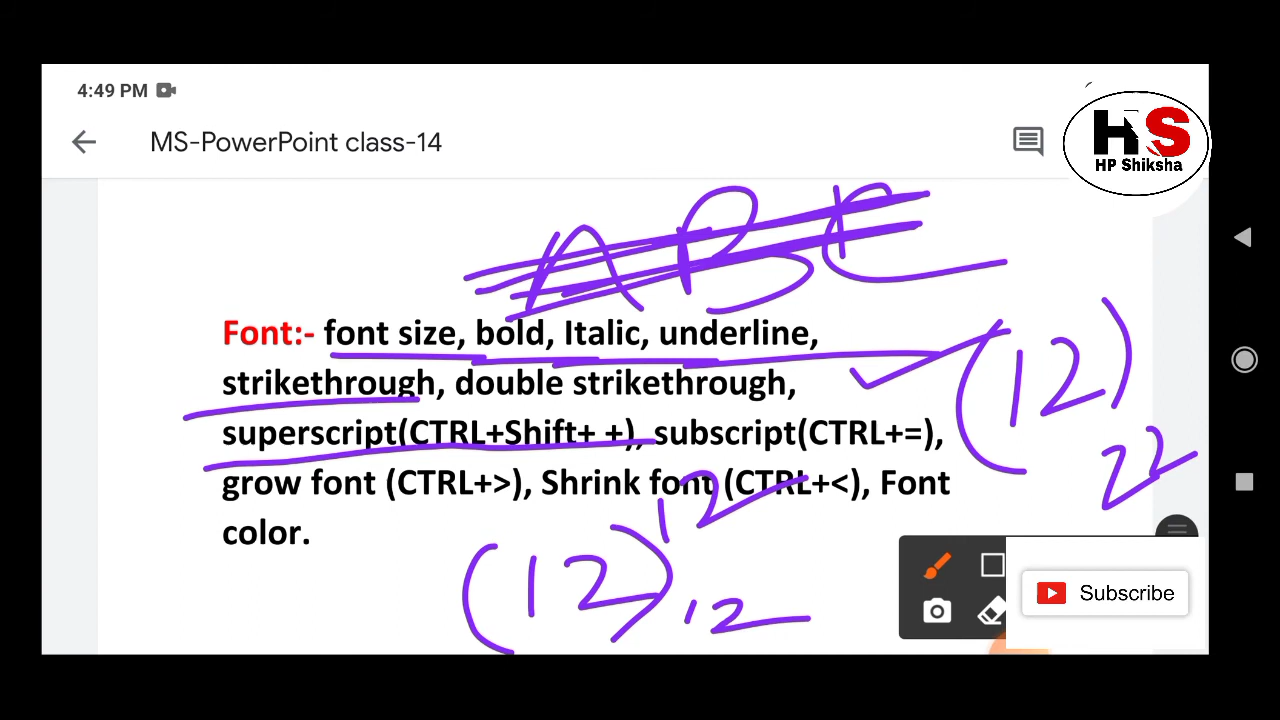 4:49 PM
MS-PowerPoint class-14
HS
HP Shiksha
ABC
Font:- font size, bold, Italic, underline,
strikethrough, double strikethrough,
superscript(CTRL+Shift+ +), subscript(CTRL+=),
grow font (CTRL+>), Shrink font (CTRL+<), Font
color.
(12)
22
(12)12
12
Subscribe